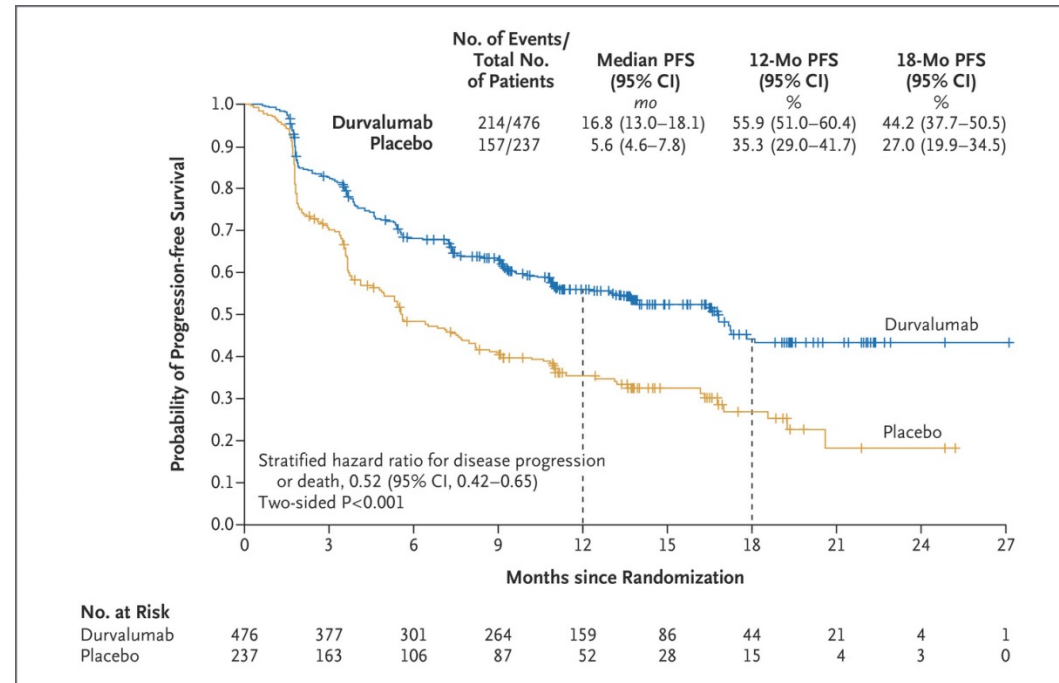 No. of Events/
Total No. Median PFS 12-Mo PFS 18-Mo PFS
of Patients (95% CI) (95% CI) (95% CI)
mo % %
Durvalumab 214/476 16.8 (13.0–18.1) 55.9 (51.0–60.4) 44.2 (37.7–50.5)
Placebo 157/237 5.6 (4.6–7.8) 35.3 (29.0–41.7) 27.0 (19.9–34.5)
Probability of Progression-free Survival
1.0
0.9
0.8
0.7
0.6
0.5
0.4
0.3
0.2
0.1
0.0
Durvalumab
Placebo
Stratified hazard ratio for disease progression
or death, 0.52 (95% CI, 0.42–0.65)
Two-sided P<0.001
0 3 6 9 12 15 18 21 24 27
Months since Randomization
No. at Risk
Durvalumab 476 377 301 264 159 86 44 21 4 1
Placebo 237 163 106 87 52 28 15 4 3 0